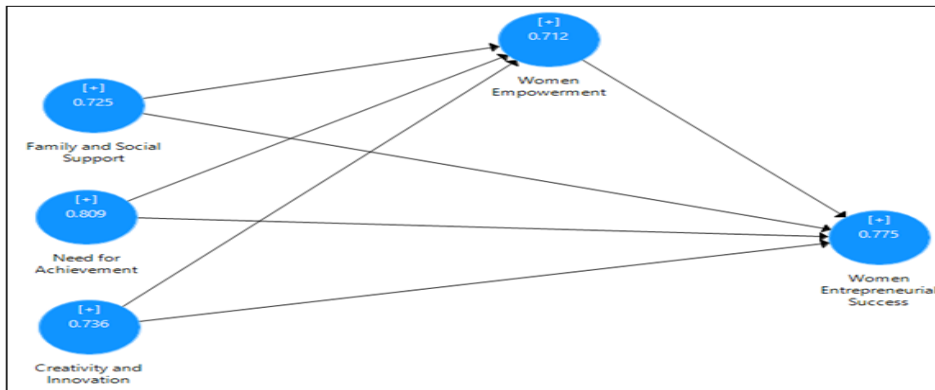 [+]
0.712
Women
Empowerment
[+]
0.725
Family and Social
Support
[+]
0.809
Need for
Achievement
[+]
0.775
Women
Entrepreneurial
Success
[+]
0.736
Creativity and
Innovation